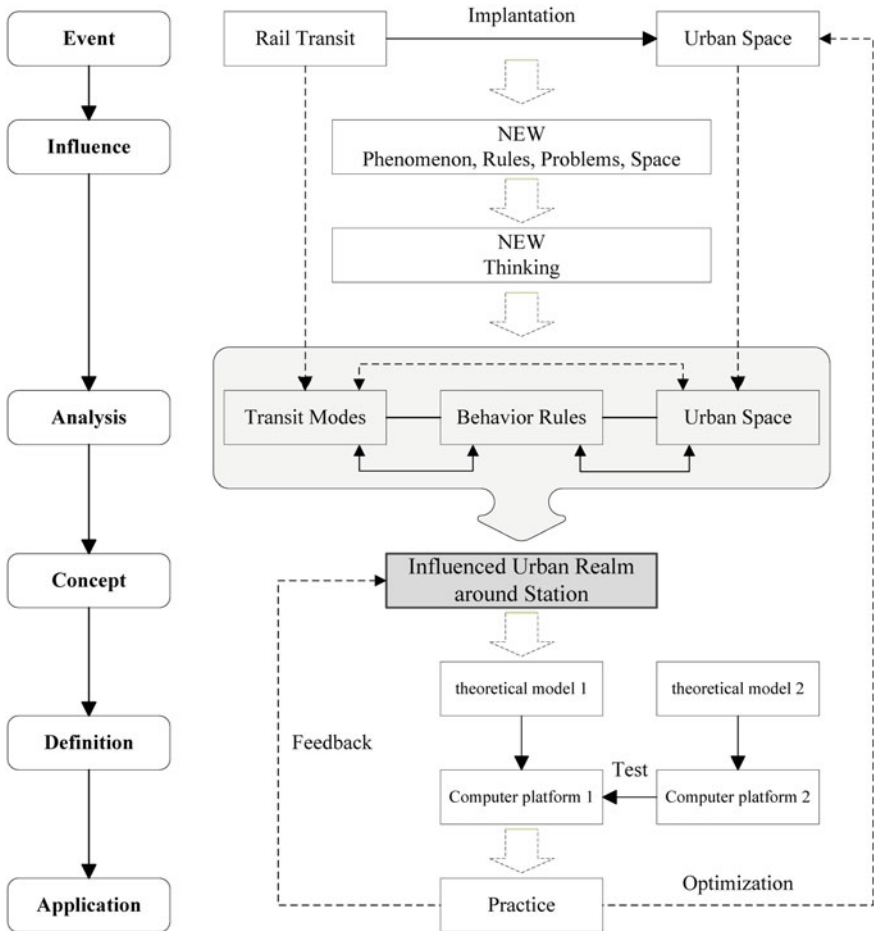 Implantation
Event
Rail Transit
Urban Space
Influence
NEW
Phenomenon, Rules, Problems, Space
NEW
Thinking
Analysis
Transit Modes
Behavior Rules
Urban Space
Concept
Influenced Urban Realm
around Station
theoretical model 1
theoretical model 2
Definition
Feedback
Test
Computer platform 1
Computer platform 2
Optimization
Application
Practice